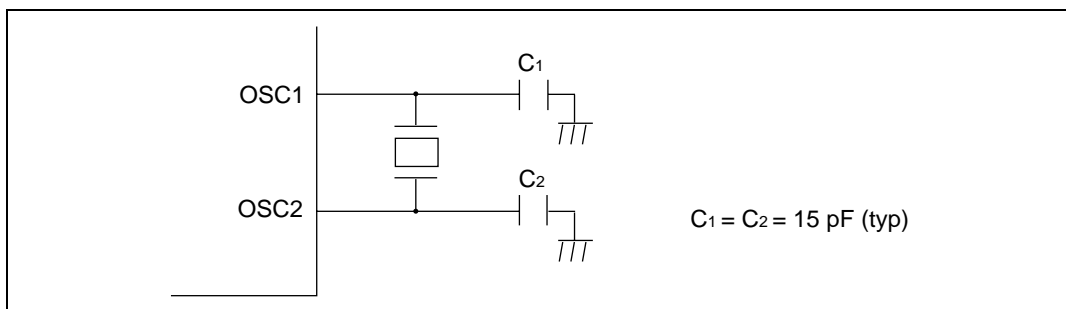 C1
OSC1
C2
OSC2
C1 = C2 = 15 pF (typ)